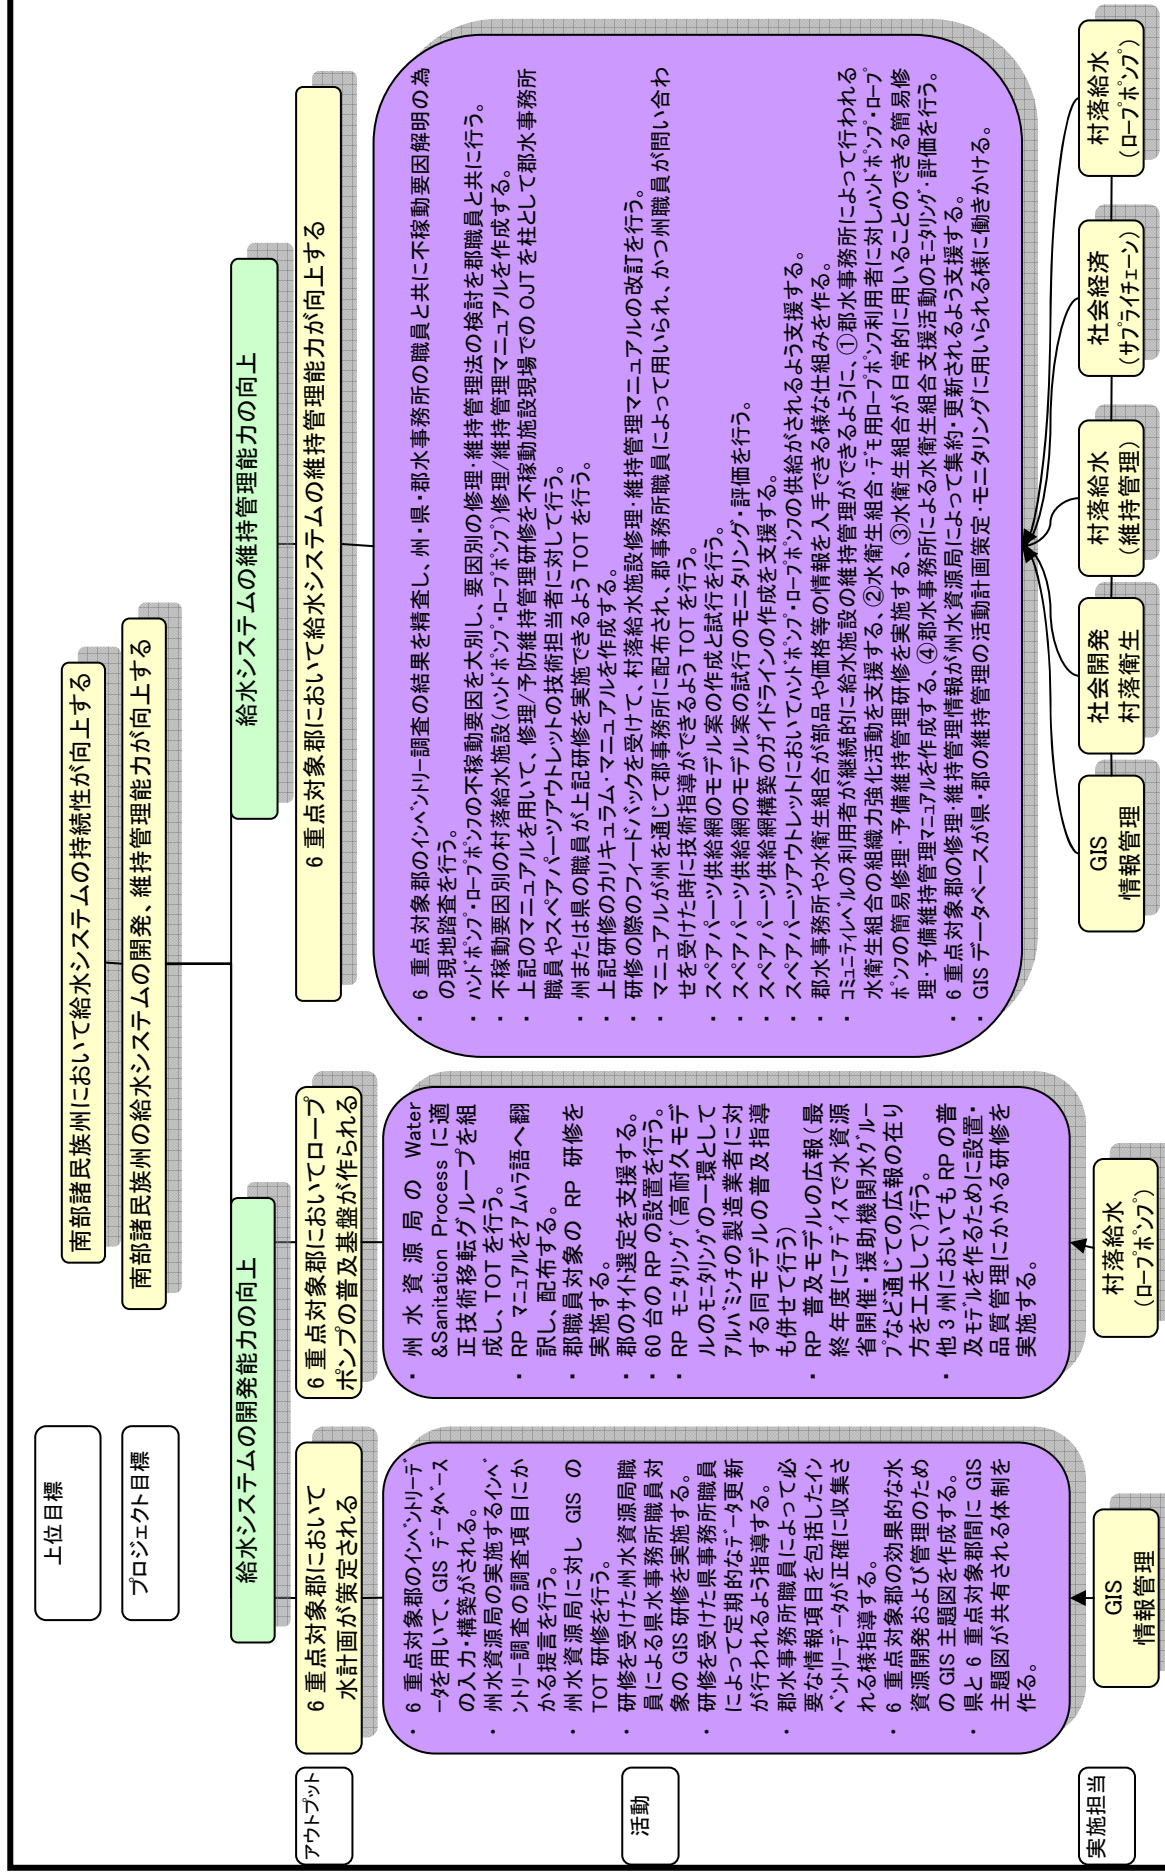 上位目標
南部諸民族州において給水システムの持続性が向上する
プロジェクト目標
南部諸民族州の給水システムの開発、維持管理能力が向上する
給水システムの開発能力の向上
給水システムの維持管理能力の向上
アウトプット
6 重点対象郡において
水計画が策定される
6 重点対象郡においてロープ
ポンプの普及基盤が作られる
6 重点対象郡において給水システムの維持管理能力が向上する
活動
・ 6 重点対象郡のインベントリーデ
ータを用いて、GIS データベース
の入力・構築がされる。
・ 州水資源局の実施するインベ
ントリー調査の調査項目にか
かる提言を行う。
・ 州水資源局に対し GIS の
TOT 研修を行う。
・ 研修を受けた州水資源局職
員による県水事務所職員対
象の GIS 研修を実施する。
・ 研修を受けた県事務所職員
によって定期的なデータ更新
が行われるよう指導する。
・ 郡水事務所職員によって必
要な情報項目を包括したイン
ベントリーデータが正確に収集さ
れる様指導する。
・ 6 重点対象郡の効果的な水
資源開発および管理のため
の GIS 主題図を作成する。
・ 県と 6 重点対象郡間に GIS
主題図が共有される体制を
作る。
・ 州水資源局の Water
&Sanitation Process に適
正技術移転グループを組
成し、TOT を行う。
・ RP マニュアルをアムハラ語へ翻
訳し、配布する。
・ 郡職員対象の RP 研修を
実施する。
・ 郡のサイト選定を支援する。
・ 60 台の RP の設置を行う。
・ RP モニタリング(高耐久モデ
ルのモニタリングの一環として
アルバミンチの製造業者に対
する同モデルの普及指導
も併せて行う)
・ RP 普及モデルの広報(最
終年度にアディスで水資源
省開催・援助機関水グルー
プなど通じての広報の在り
方を工夫して)行う。
・ 他 3 州においても RP の普
及モデルを作るために設置・
品質管理にかかる研修を
実施する。
・ 6 重点対象郡のインベントリー調査の結果を精査し、州・県・郡水事務所の職員と共に不稼動要因解明の為
の現地踏査を行う。
・ ハンドポンプ・ロープポンプの不稼動要因を大別し、要因別の修理・維持管理法の検討を郡職員と共に行う。
・ 不稼動要因別の村落給水施設(ハンドポンプ・ロープポンプ)修理/維持管理マニュアルを作成する。
・ 上記のマニュアルを用いて、修理/予防維持管理研修を不稼動施設現場での OJT を柱として郡水事務所
職員やスペアパーツアウトレットの技術担当者に対して行う。
・ 州または県の職員が上記研修を実施できるよう TOT を行う。
・ 上記研修のカリキュラム・マニュアルを作成する。
・ 研修の際のフィードバックを受けて、村落給水施設修理・維持管理マニュアルの改訂を行う。
・ マニュアルが州を通じて郡事務所に配布され、郡事務所職員によって用いられ、かつ州職員が問い合わ
せを受けた時に技術指導ができるよう TOT を行う。
・ スペアパーツ供給網のモデル案の作成と試行を行う。
・ スペアパーツ供給網のモデル案の試行のモニタリング・評価を行う。
・ スペアパーツ供給網構築のガイドラインの作成を支援する。
・ スペアパーツアウトレットにおいてハンドポンプ・ロープポンプの供給がされるよう支援する。
・ 郡水事務所や水衛生組合が部品や価格等の情報を入手できる様な仕組みを作る。
・ コミュニティレベルの利用者が継続的に給水施設の維持管理ができるように、①郡水事務所によって行われる
水衛生組合の組織力強化活動を支援する、②水衛生組合・デモ用ロープポンプ利用者に対しハンドポンプ・ロープ
ポンプの簡易修理・予備維持管理研修を実施する、③水衛生組合が日常的に用いることのできる簡易修
理・予備維持管理マニュアルを作成する、④郡水事務所による水衛生組合支援活動のモニタリング・評価を行う。
・ 6 重点対象郡の修理・維持管理情報が州水資源局によって集約・更新されるよう支援する。
・ GIS データベースが県・郡の維持管理の活動計画策定・モニタリングに用いられる様に働きかける。
実施担当
GIS
情報管理
村落給水
(ロープポンプ)
GIS
情報管理
社会開発
村落衛生
村落給水
(維持管理)
社会経済
(サプライチェーン)
村落給水
(ロープポンプ)